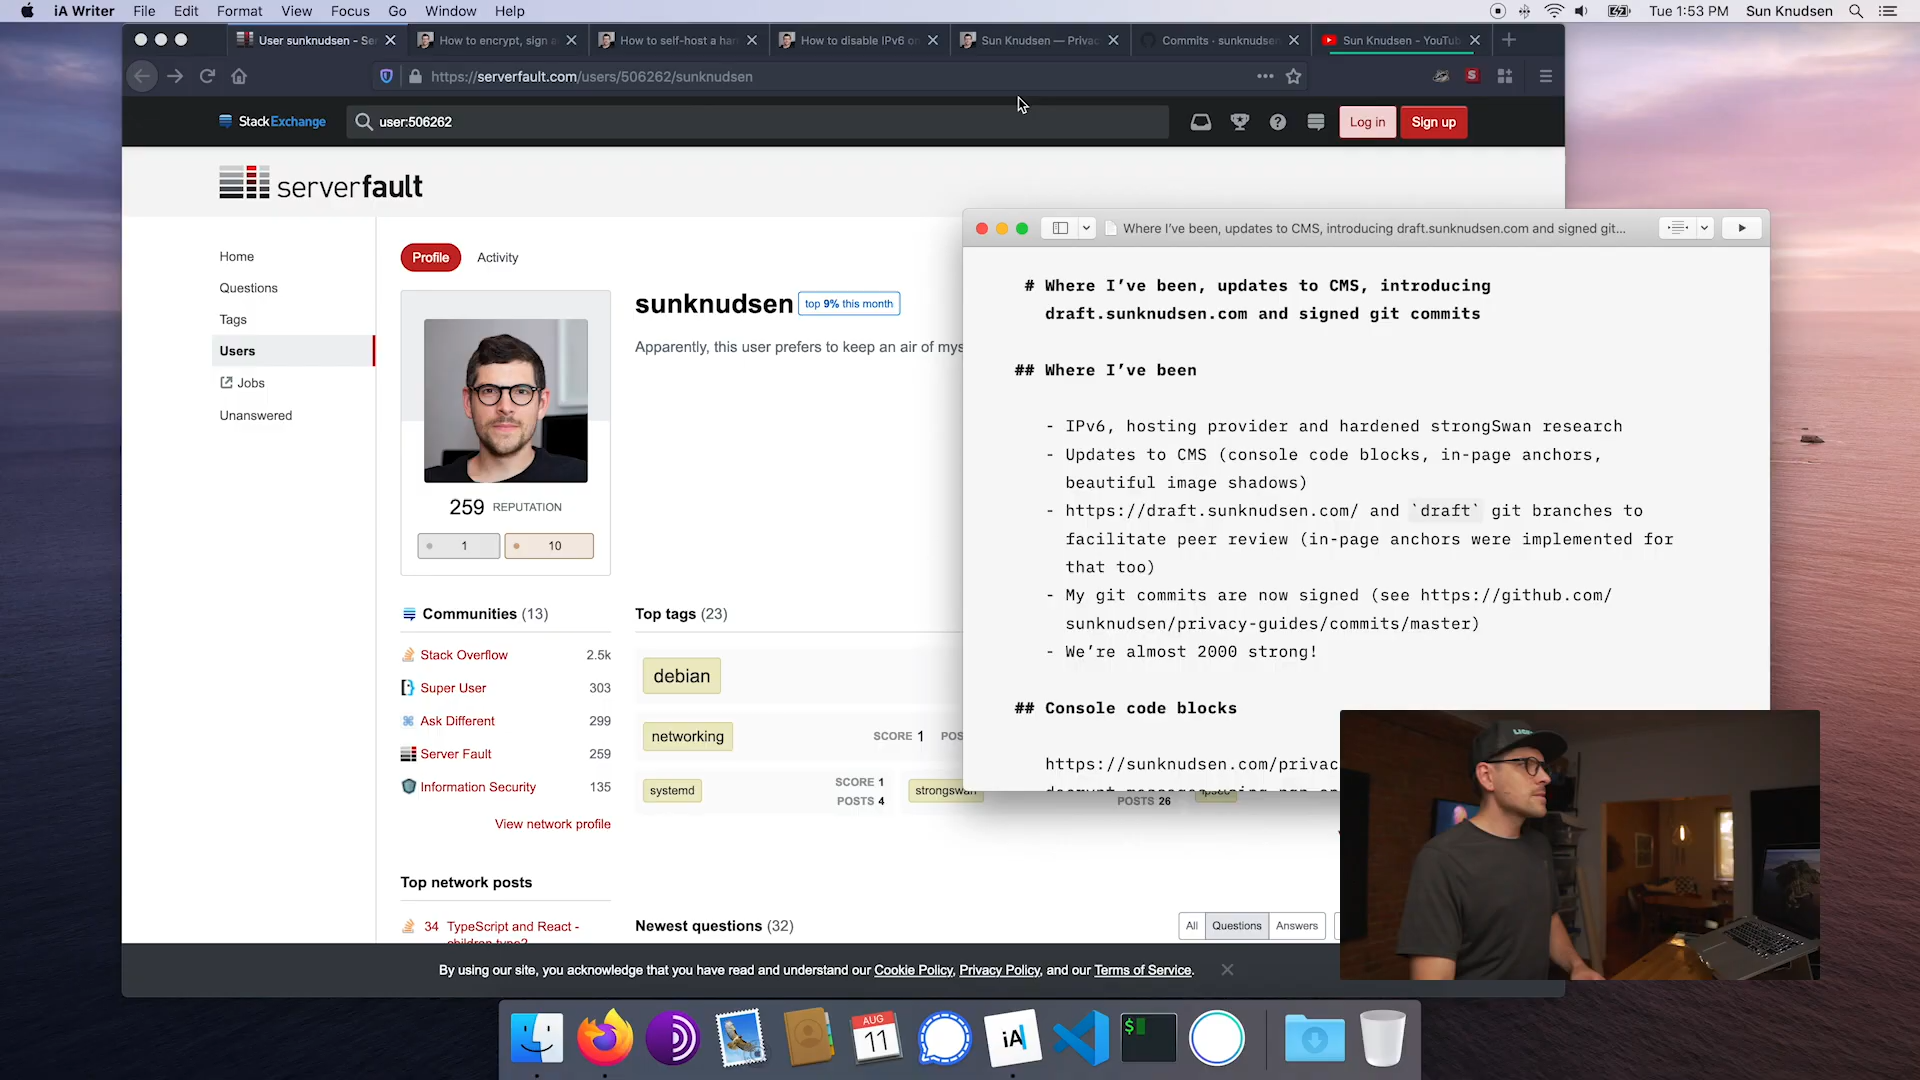 iA Writer File Edit Format View Focus Go Window Help
Tue 1:53 PM Sun Knudsen
User sunknudsen - Se
How to encrypt, sign a
How to self-host a har
How to disable IPv6 on
Sun Knudsen — Privac
Commits · sunknudsen
Sun Knudsen - YouTub
https://serverfault.com/users/506262/sunknudsen
StackExchange
user:506262
Log in
Sign up
serverfault
Home
Questions
Tags
Users
Jobs
Unanswered
Profile
Activity
sunknudsen
top 9% this month
Apparently, this user prefers to keep an air of mys
259 REPUTATION
1
10
Communities (13)
Stack Overflow 2.5k
Super User 303
Ask Different 299
Server Fault 259
Information Security 135
View network profile
Top network posts
34 TypeScript and React -
children type?
Top tags (23)
debian
networking
SCORE 1 POS
systemd
SCORE 1
POSTS 4
strongswan
POSTS 26
Newest questions (32)
All
Questions
Answers
By using our site, you acknowledge that you have read and understand our Cookie Policy, Privacy Policy, and our Terms of Service.
Where I've been, updates to CMS, introducing draft.sunknudsen.com and signed git...
# Where I've been, updates to CMS, introducing
draft.sunknudsen.com and signed git commits
## Where I've been
- IPv6, hosting provider and hardened strongSwan research
- Updates to CMS (console code blocks, in-page anchors,
beautiful image shadows)
- https://draft.sunknudsen.com/ and `draft` git branches to
facilitate peer review (in-page anchors were implemented for
that too)
- My git commits are now signed (see https://github.com/
sunknudsen/privacy-guides/commits/master)
- We're almost 2000 strong!
## Console code blocks
https://sunknudsen.com/privac
AUG
11
iA
$